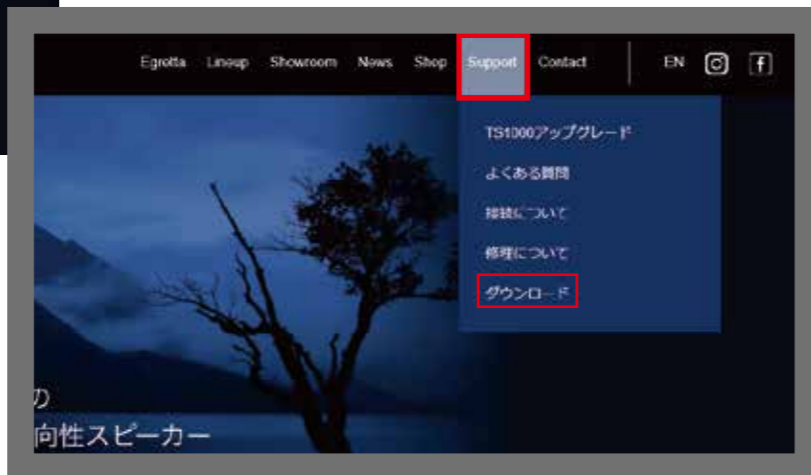 Egretta Lineup Showroom News Shop Support Contact EN
TS1000アップグレード
よくある質問
接続について
修理について
ダウンロード
の
向性スピーカー